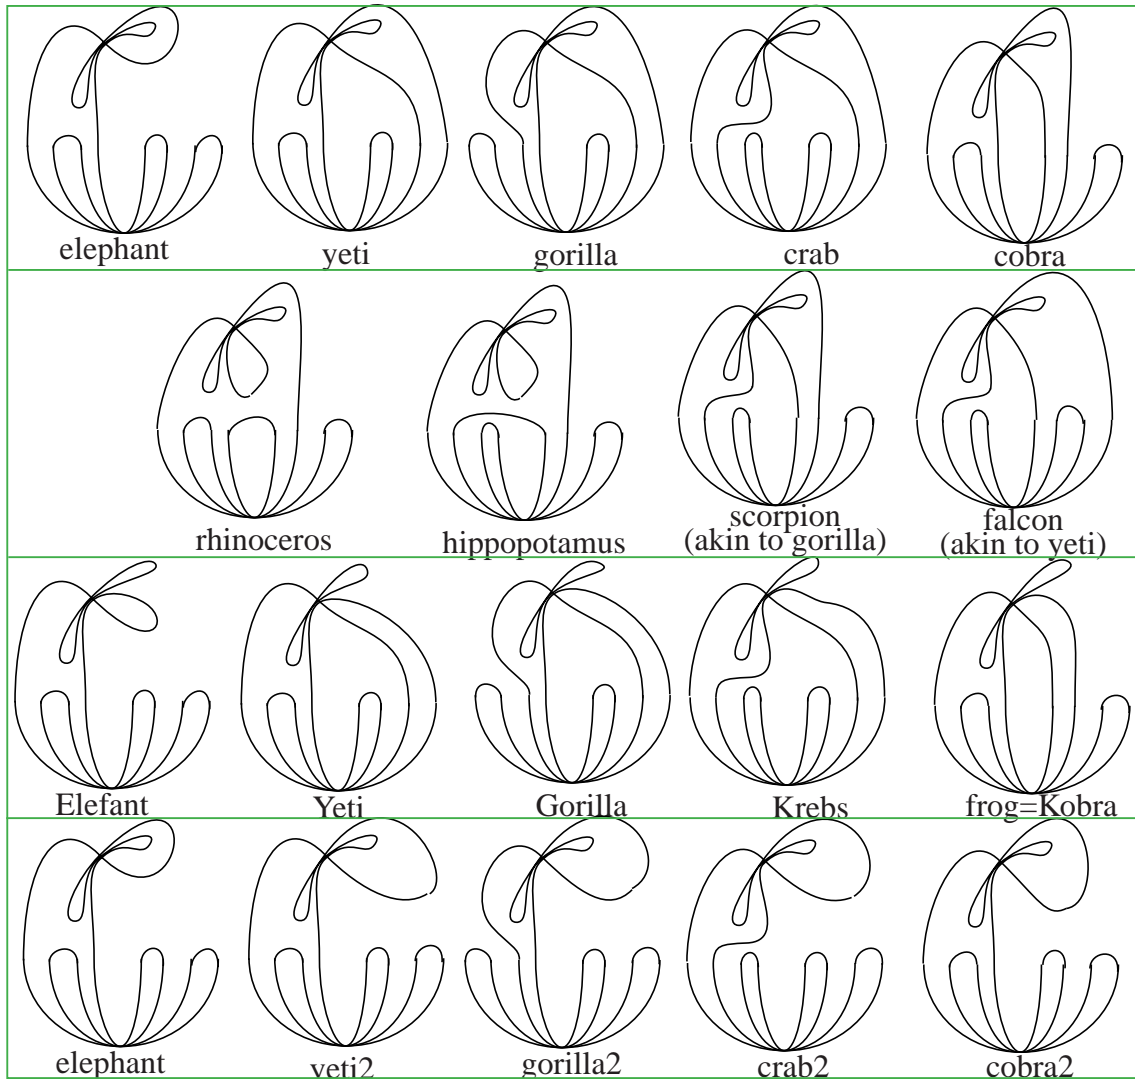 elephant
yeti
gorilla
crab
cobra
rhinoceros
hippopotamus
scorpion
(akin to gorilla)
falcon
(akin to yeti)
Elefant
Yeti
Gorilla
Krebs
frog=Kobra
elephant
yeti2
gorilla2
crab2
cobra2